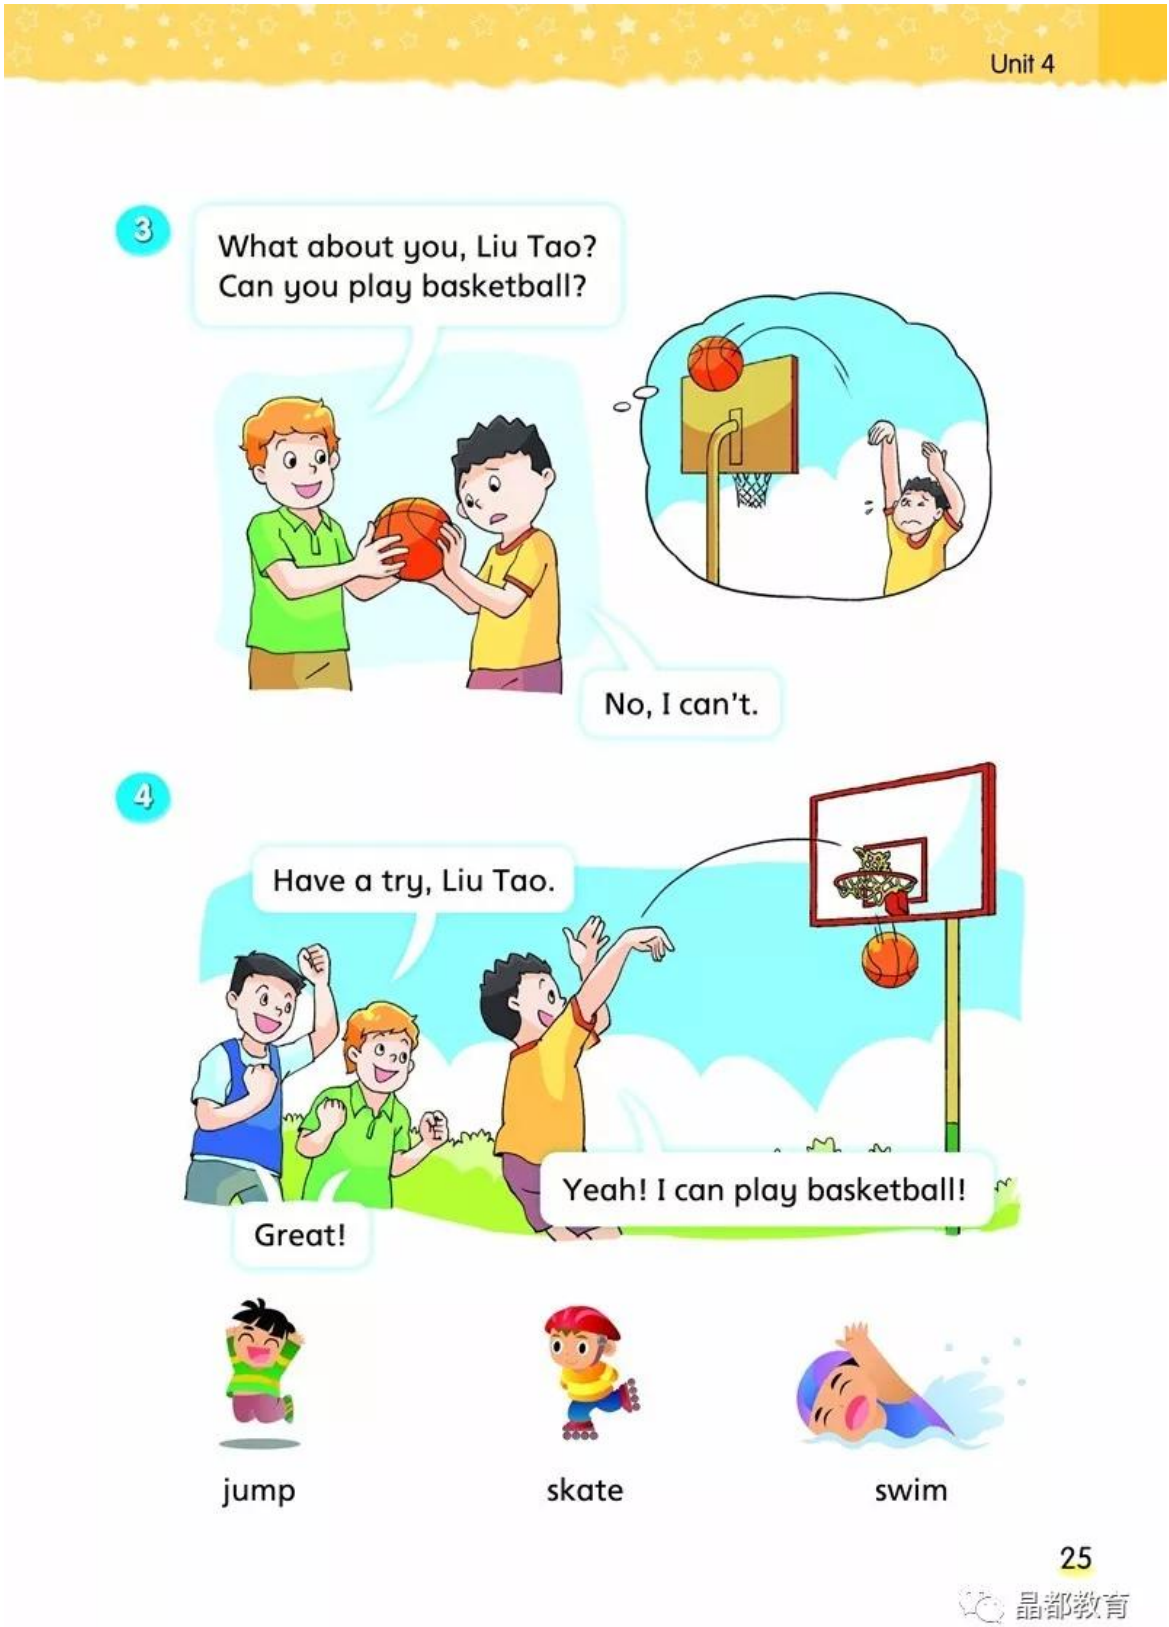 Unit 4
3
What about you, Liu Tao?
Can you play basketball?
No, I can't.
4
Have a try, Liu Tao.
Yeah! I can play basketball!
Great!
jump
skate
swim
25
晶都教育